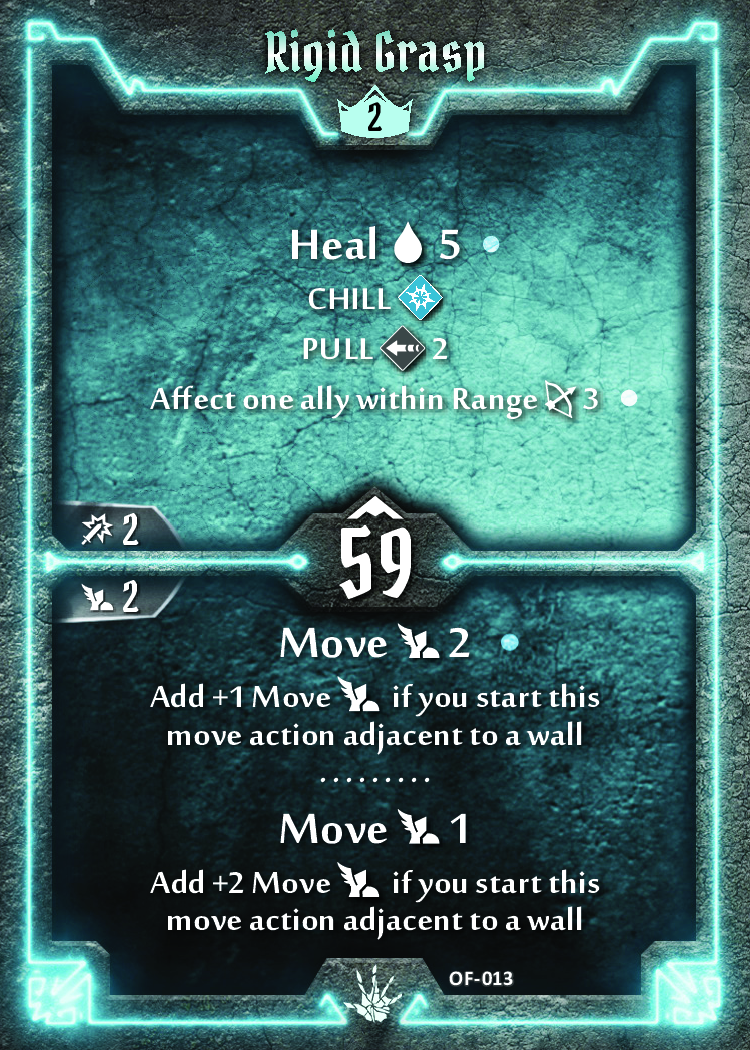 Rigid Grasp
2
Heal 5
CHILL
PULL 2
Affect one ally within Range 3
2
59
2
Move 2
Add +1 Move if you start this
move action adjacent to a wall
.........
Move 1
Add +2 Move if you start this
move action adjacent to a wall
OF-013